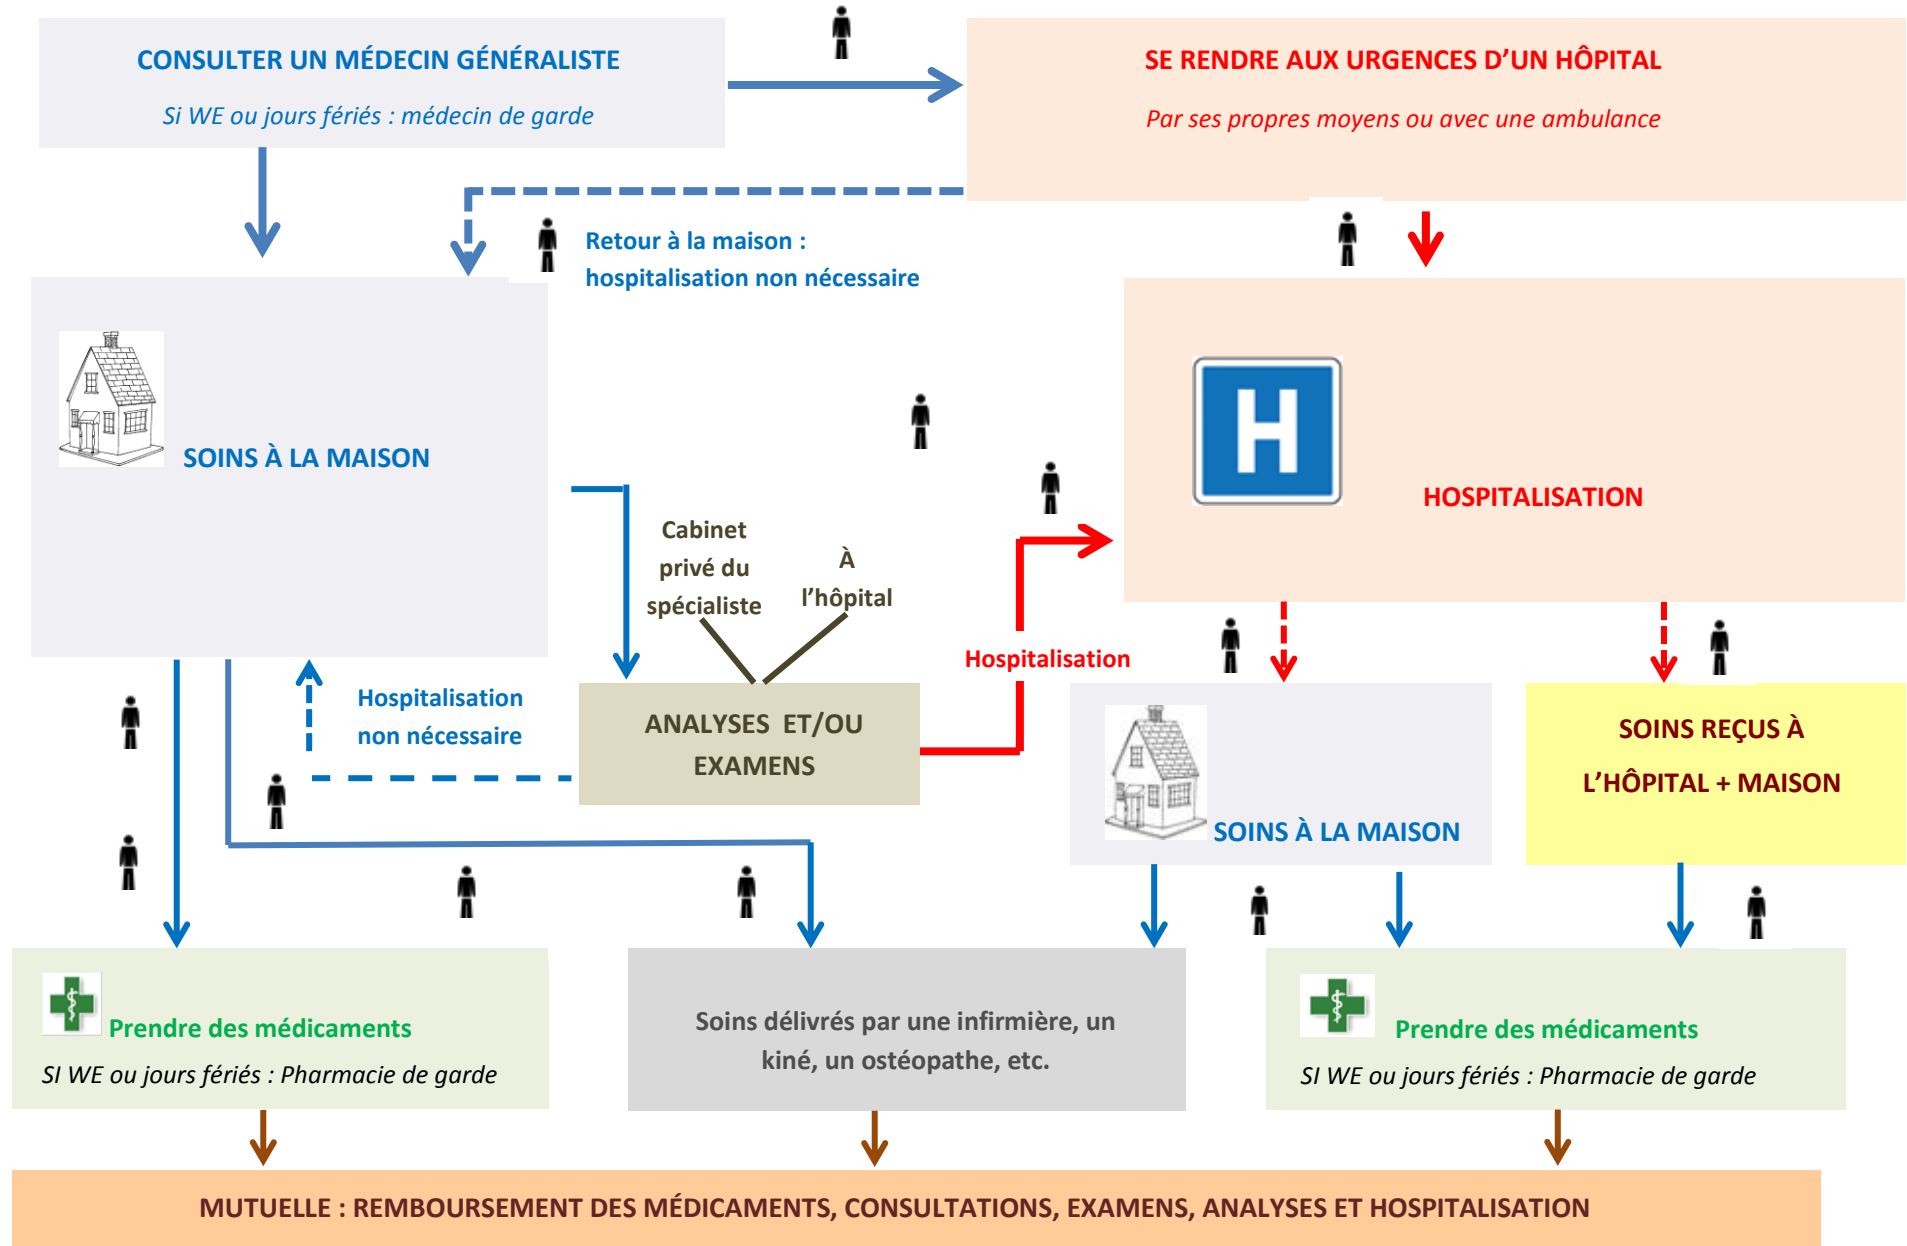 CONSULTER UN MÉDECIN GÉNÉRALISTE
Si WE ou jours fériés : médecin de garde
SE RENDRE AUX URGENCES D’UN HÔPITAL
Par ses propres moyens ou avec une ambulance
Retour à la maison :
hospitalisation non nécessaire
SOINS À LA MAISON
H
HOSPITALISATION
Cabinet
privé du
spécialiste
À
l’hôpital
Hospitalisation
Hospitalisation
non nécessaire
ANALYSES ET/OU
EXAMENS
SOINS À LA MAISON
SOINS REÇUS À
L’HÔPITAL + MAISON
Prendre des médicaments
SI WE ou jours fériés : Pharmacie de garde
Soins délivrés par une infirmière, un
kiné, un ostéopathe, etc.
Prendre des médicaments
SI WE ou jours fériés : Pharmacie de garde
MUTUELLE : REMBOURSEMENT DES MÉDICAMENTS, CONSULTATIONS, EXAMENS, ANALYSES ET HOSPITALISATION